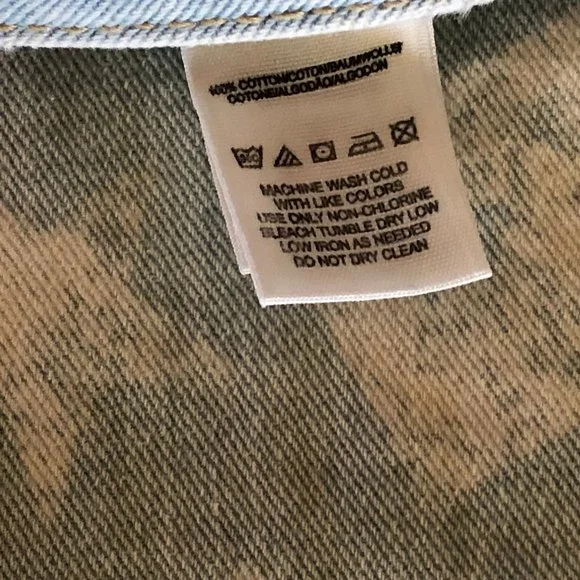 100% COTTON/COTON/BAUMWOLLE/
COTONE/ALGODÃO/ALGODÓN
MACHINE WASH COLD
WITH LIKE COLORS
USE ONLY NON-CHLORINE
BLEACH TUMBLE DRY LOW
LOW IRON AS NEEDED
DO NOT DRY CLEAN